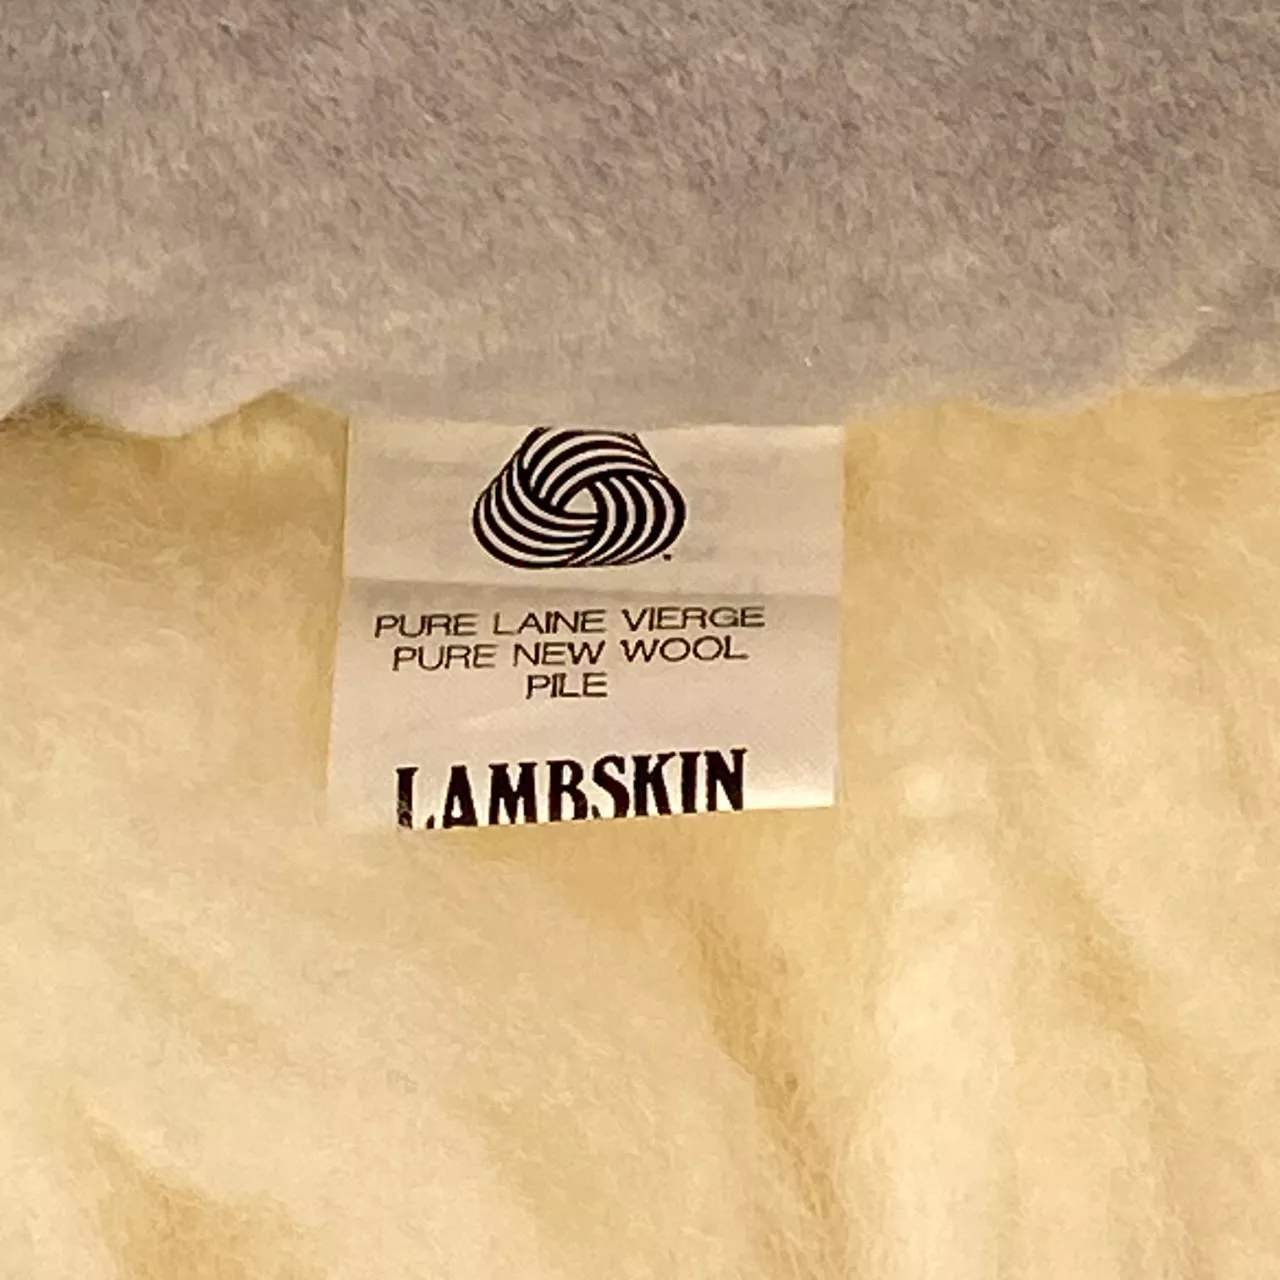 PURE LAINE VIERGE
PURE NEW WOOL
PILE
LAMBSKIN